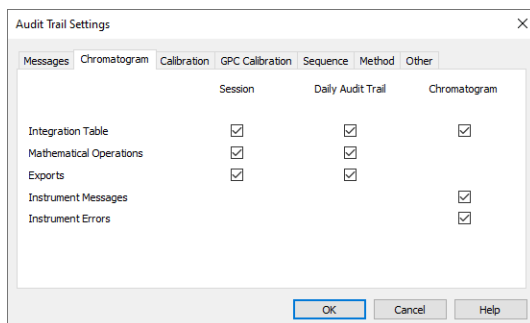 Audit Trail Settings
Messages Chromatogram Calibration GPC Calibration Sequence Method Other
Session Daily Audit Trail Chromatogram
Integration Table
Mathematical Operations
Exports
Instrument Messages
Instrument Errors
OK Cancel Help